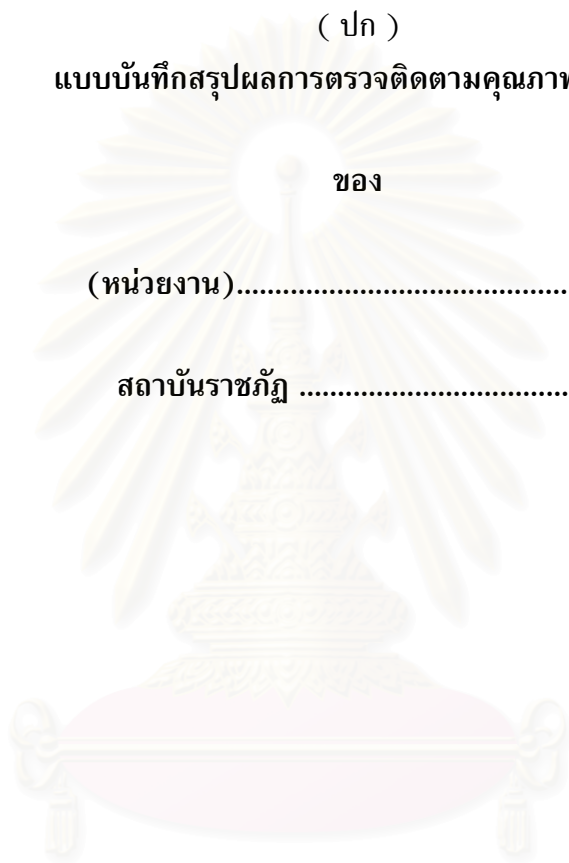 ( ปก )
แบบบันทึกสรุปผลการตรวจติดตามคุณภาพ
ของ
(หน่วยงาน)............................................
สถาบันราชภัฏ ...................................